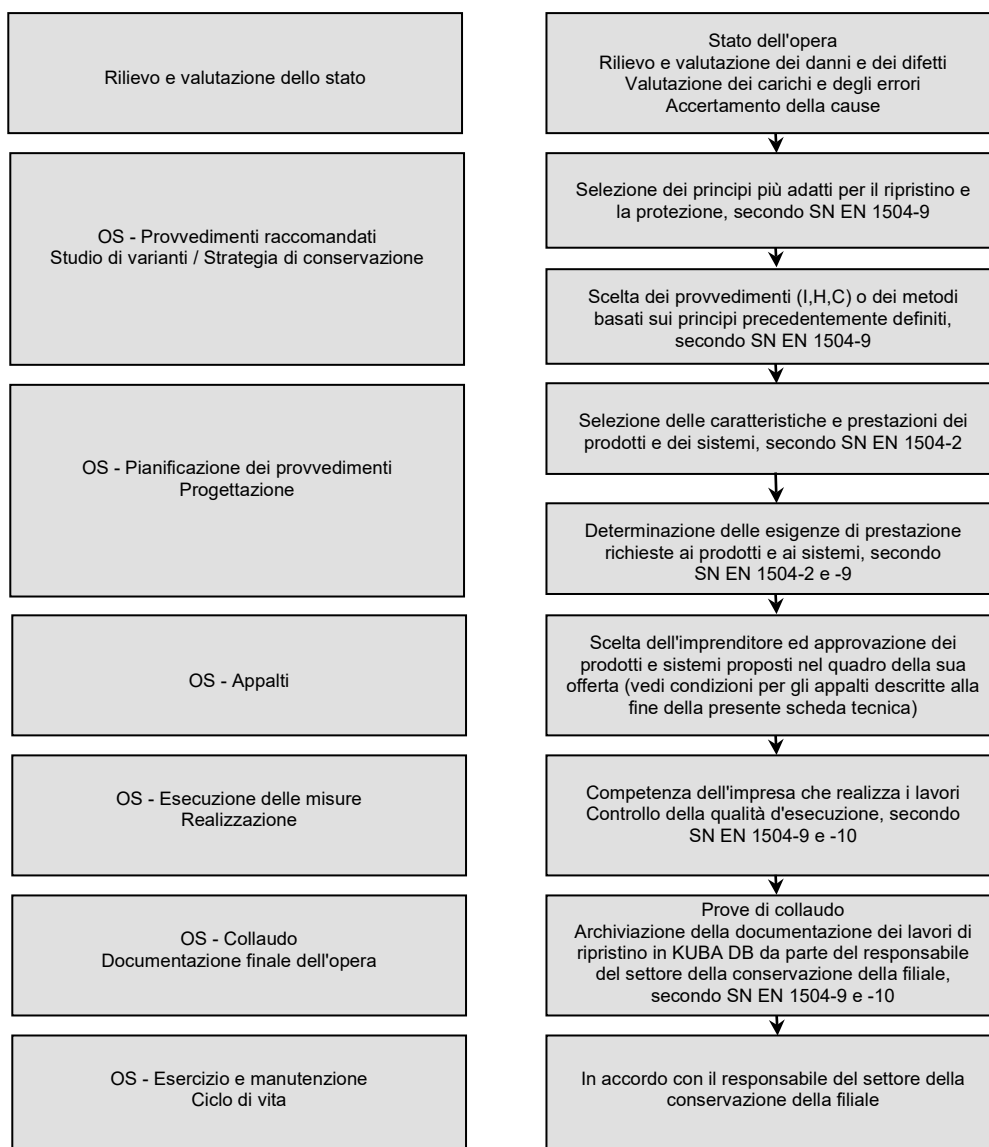 Rilievo e valutazione dello stato
Stato dell'opera
Rilievo e valutazione dei danni e dei difetti
Valutazione dei carichi e degli errori
Accertamento della cause
OS - Provvedimenti raccomandati
Studio di varianti / Strategia di conservazione
Selezione dei principi più adatti per il ripristino e
la protezione, secondo SN EN 1504-9
Scelta dei provvedimenti (I,H,C) o dei metodi
basati sui principi precedentemente definiti,
secondo SN EN 1504-9
OS - Pianificazione dei provvedimenti
Progettazione
Selezione delle caratteristiche e prestazioni dei
prodotti e dei sistemi, secondo SN EN 1504-2
Determinazione delle esigenze di prestazione
richieste ai prodotti e ai sistemi, secondo
SN EN 1504-2 e -9
OS - Appalti
Scelta dell'imprenditore ed approvazione dei
prodotti e sistemi proposti nel quadro della sua
offerta (vedi condizioni per gli appalti descritte alla
fine della presente scheda tecnica)
OS - Esecuzione delle misure
Realizzazione
Competenza dell'impresa che realizza i lavori
Controllo della qualità d'esecuzione, secondo
SN EN 1504-9 e -10
OS - Collaudo
Documentazione finale dell'opera
Prove di collaudo
Archiviazione della documentazione dei lavori di
ripristino in KUBA DB da parte del responsabile
del settore della conservazione della filiale,
secondo SN EN 1504-9 e -10
OS - Esercizio e manutenzione
Ciclo di vita
In accordo con il responsabile del settore della
conservazione della filiale